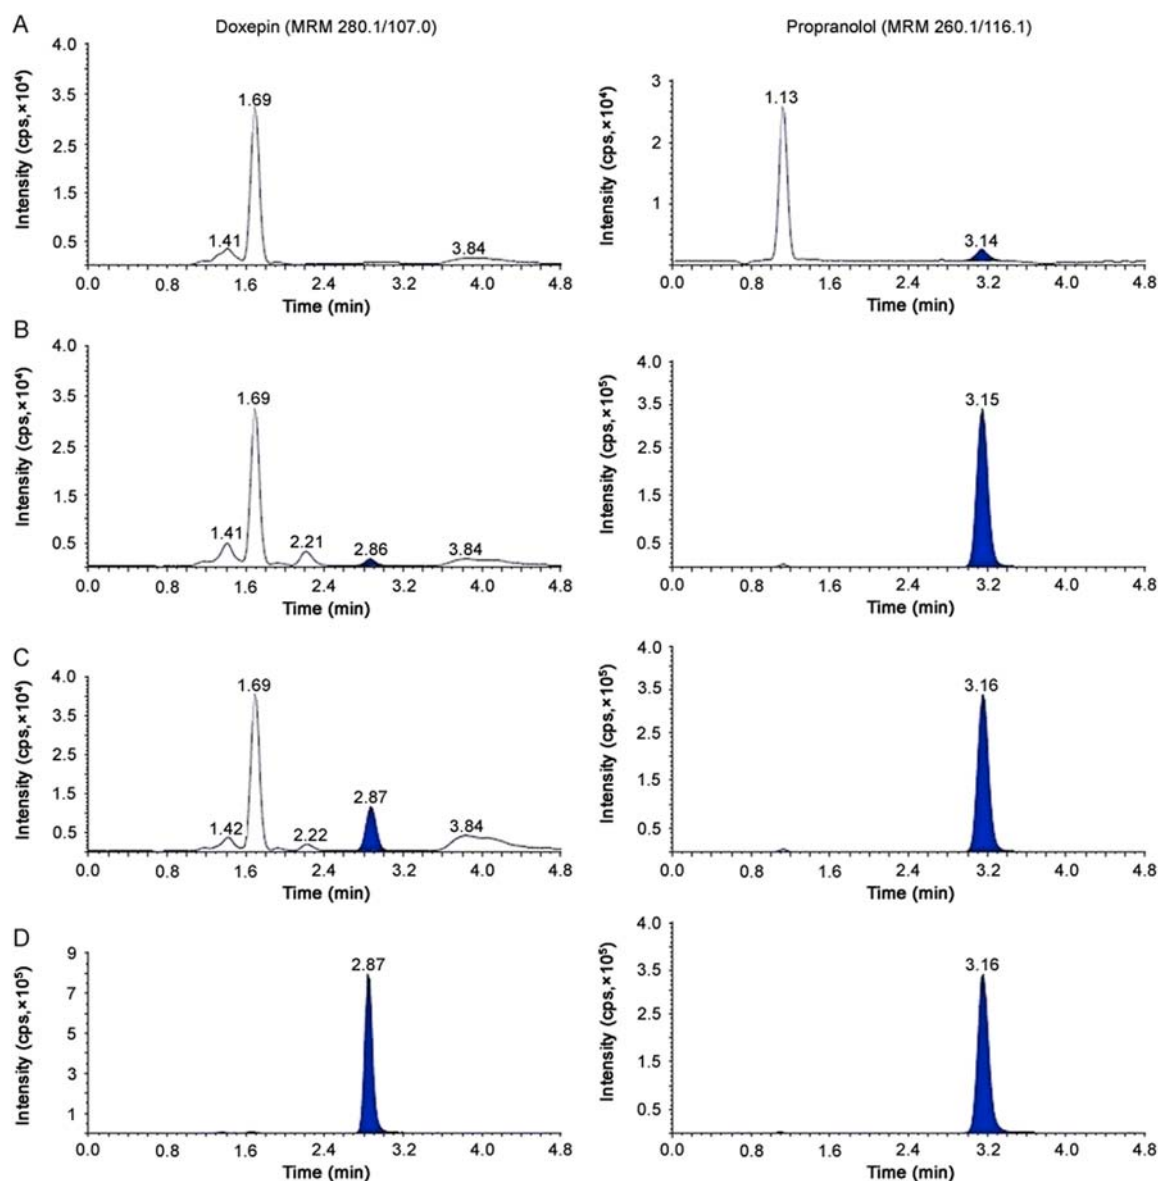 A
Doxepin (MRM 280.1/107.0)
Propranolol (MRM 260.1/116.1)
Intensity (cps,×10⁴)
4.0
3.5
2.5
1.5
0.5
1.41
1.69
3.84
0.0 0.8 1.6 2.4 3.2 4.0 4.8
Time (min)
Intensity (cps,×10⁴)
3
2
1
1.13
3.14
0.0 0.8 1.6 2.4 3.2 4.0 4.8
Time (min)
B
Intensity (cps,×10⁴)
4.0
3.5
2.5
1.5
0.5
1.41
1.69
2.21
2.86
3.84
0.0 0.8 1.6 2.4 3.2 4.0 4.8
Time (min)
Intensity (cps,×10⁵)
4.0
3.5
2.5
1.5
0.5
3.15
0.0 0.8 1.6 2.4 3.2 4.0 4.8
Time (min)
C
Intensity (cps,×10⁴)
4.0
3.5
2.5
1.5
0.5
1.42
1.69
2.22
2.87
3.84
0.0 0.8 1.6 2.4 3.2 4.0 4.8
Time (min)
Intensity (cps,×10⁵)
4.0
3.5
2.5
1.5
0.5
3.16
0.0 0.8 1.6 2.4 3.2 4.0 4.8
Time (min)
D
Intensity (cps,×10⁵)
9
7
5
3
1
2.87
0.0 0.8 1.6 2.4 3.2 4.0 4.8
Time (min)
Intensity (cps,×10⁵)
4.0
3.5
2.5
1.5
0.5
3.16
0.0 0.8 1.6 2.4 3.2 4.0 4.8
Time (min)